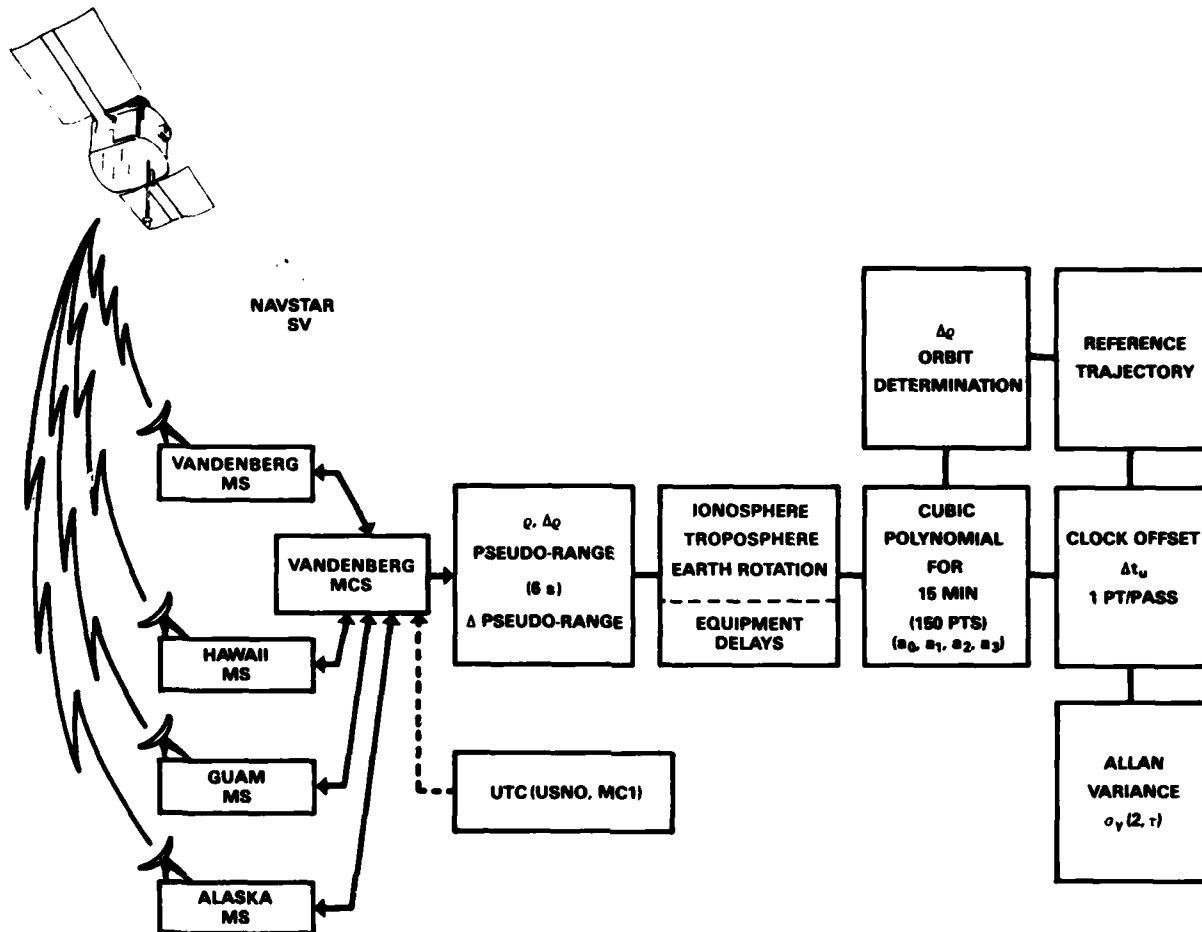 NAVSTAR
SV
VANDENBERG
MS
HAWAII
MS
GUAM
MS
ALASKA
MS
VANDENBERG
MCS
UTC (USNO, MC1)
ϱ, Δϱ
PSEUDO-RANGE
(6 s)
Δ PSEUDO-RANGE
IONOSPHERE
TROPOSPHERE
EARTH ROTATION
EQUIPMENT
DELAYS
CUBIC
POLYNOMIAL
FOR
15 MIN
(150 PTS)
(a₀, a₁, a₂, a₃)
Δϱ
ORBIT
DETERMINATION
REFERENCE
TRAJECTORY
CLOCK OFFSET
Δtᵤ
1 PT/PASS
ALLAN
VARIANCE
σᵧ (2, τ)